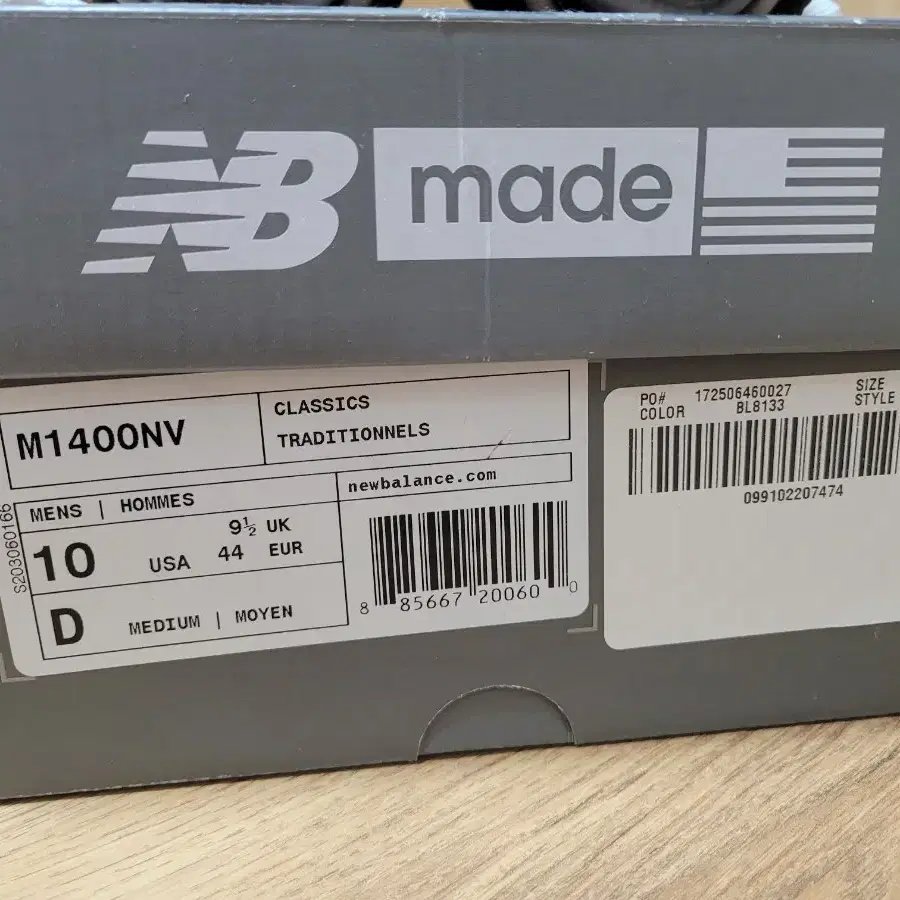 NB made
M1400NV
CLASSICS
TRADITIONNELS
newbalance.com
MENS | HOMMES
10 USA 9½ UK
44 EUR
D MEDIUM | MOYEN
8 85667 20060 0
S203060166
PO# 172506460027 SIZE
COLOR BL8133 STYLE
099102207474